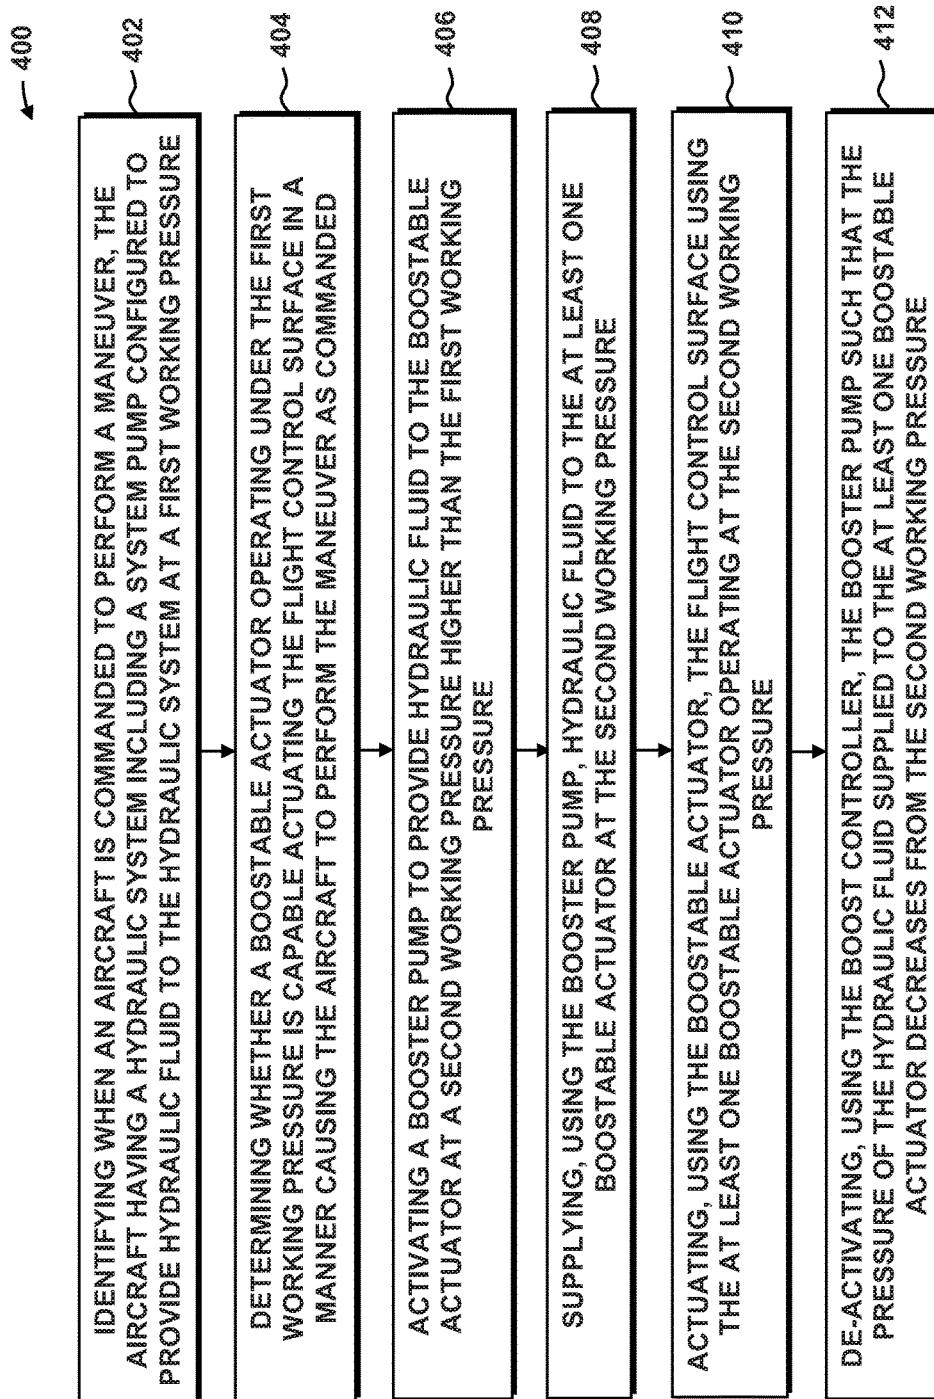 400
IDENTIFYING WHEN AN AIRCRAFT IS COMMANDED TO PERFORM A MANEUVER, THE
AIRCRAFT HAVING A HYDRAULIC SYSTEM INCLUDING A SYSTEM PUMP CONFIGURED TO
PROVIDE HYDRAULIC FLUID TO THE HYDRAULIC SYSTEM AT A FIRST WORKING PRESSURE
402
DETERMINING WHETHER A BOOSTABLE ACTUATOR OPERATING UNDER THE FIRST
WORKING PRESSURE IS CAPABLE ACTUATING THE FLIGHT CONTROL SURFACE IN A
MANNER CAUSING THE AIRCRAFT TO PERFORM THE MANEUVER AS COMMANDED
404
ACTIVATING A BOOSTER PUMP TO PROVIDE HYDRAULIC FLUID TO THE BOOSTABLE
ACTUATOR AT A SECOND WORKING PRESSURE HIGHER THAN THE FIRST WORKING
PRESSURE
406
SUPPLYING, USING THE BOOSTER PUMP, HYDRAULIC FLUID TO THE AT LEAST ONE
BOOSTABLE ACTUATOR AT THE SECOND WORKING PRESSURE
408
ACTUATING, USING THE BOOSTABLE ACTUATOR, THE FLIGHT CONTROL SURFACE USING
THE AT LEAST ONE BOOSTABLE ACTUATOR OPERATING AT THE SECOND WORKING
PRESSURE
410
DE-ACTIVATING, USING THE BOOST CONTROLLER, THE BOOSTER PUMP SUCH THAT THE
PRESSURE OF THE HYDRAULIC FLUID SUPPLIED TO THE AT LEAST ONE BOOSTABLE
ACTUATOR DECREASES FROM THE SECOND WORKING PRESSURE
412